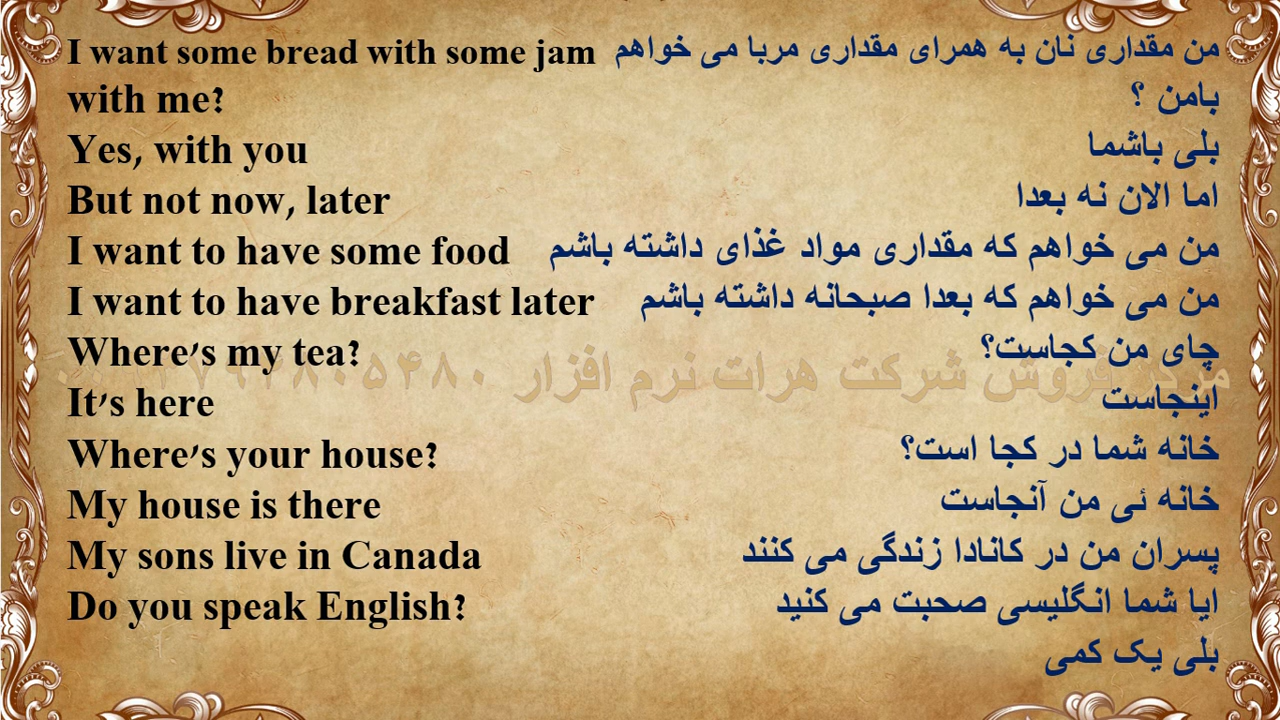 I want some bread with some jam من مقداری نان به همرای مقداری مربا می خواهم
with me? بامن ؟
Yes, with you بلی باشما
But not now, later اما الان نه بعدا
I want to have some food من می خواهم که مقداری مواد غذای داشته باشم
I want to have breakfast later من می خواهم که بعدا صبحانه داشته باشم
Where's my tea? چای من کجاست؟
مرکز فروش شرکت هرات نرم افزار
It's here اینجاست
Where's your house? خانه شما در کجا است؟
My house is there خانه ئی من آنجاست
My sons live in Canada پسران من در کانادا زندگی می کنند
Do you speak English? ایا شما انگلیسی صحبت می کنید
بلی یک کمی